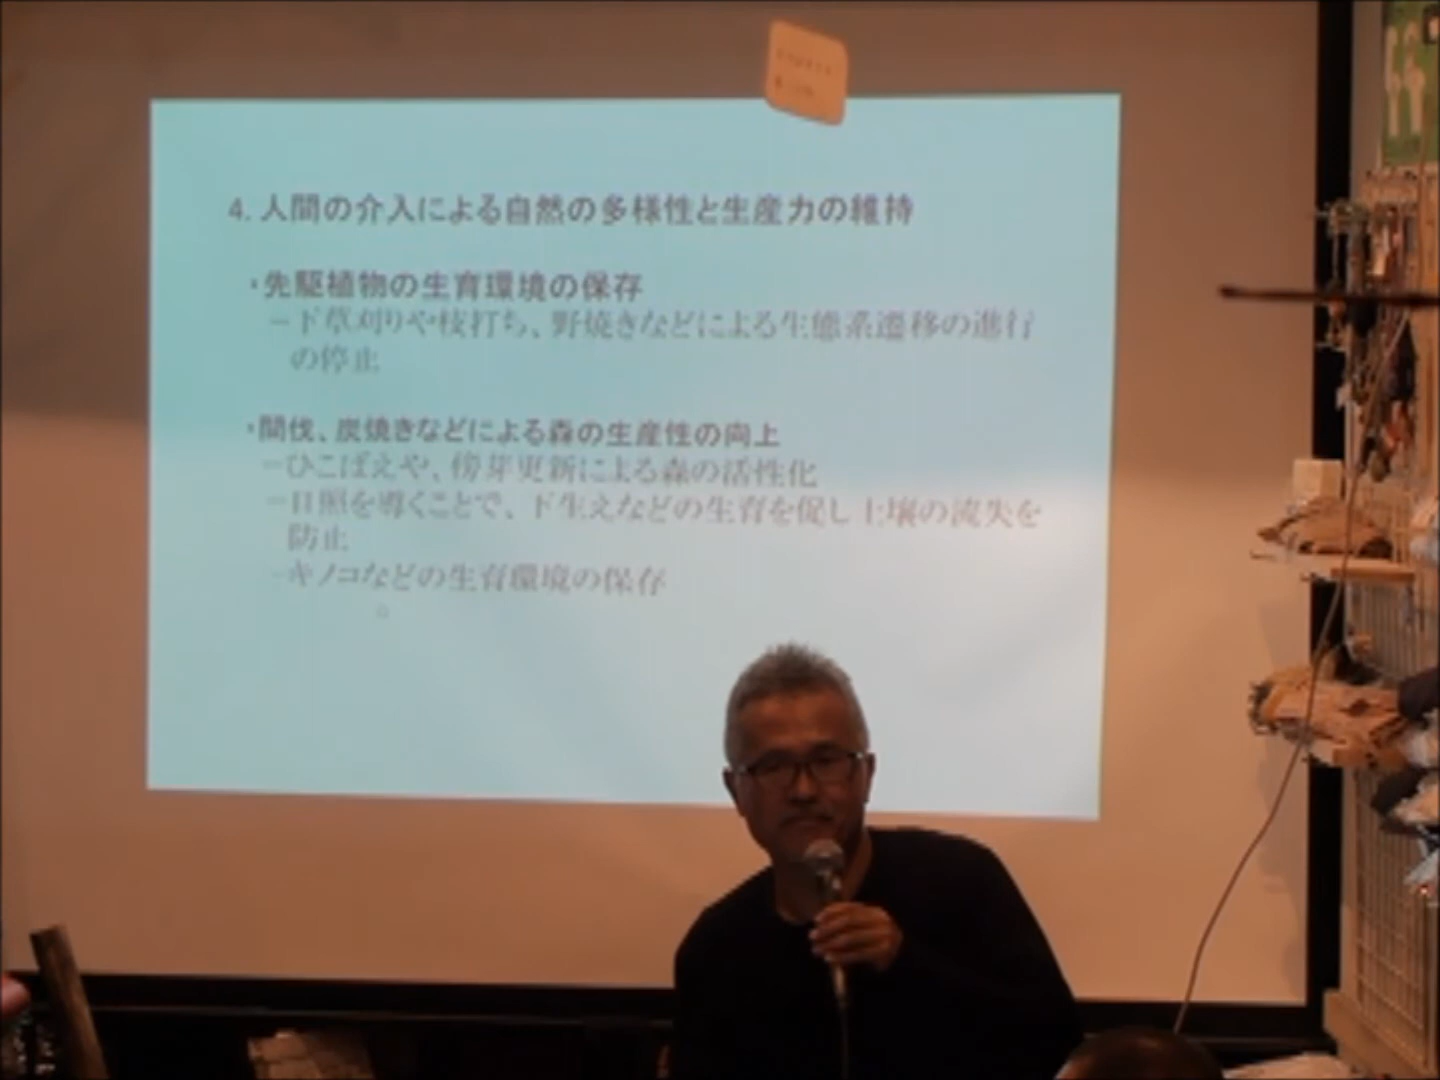 4. 人間の介入による自然の多様性と生産力の維持
・先駆植物の生育環境の保存
－下草刈りや枝打ち、野焼きなどによる生態系遷移の進行
の停止
・間伐、炭焼きなどによる森の生産性の向上
－ひこばえや、傍芽更新による森の活性化
－日照を導くことで、下生えなどの生育を促し土壌の流失を
防止
－キノコなどの生育環境の保存
。